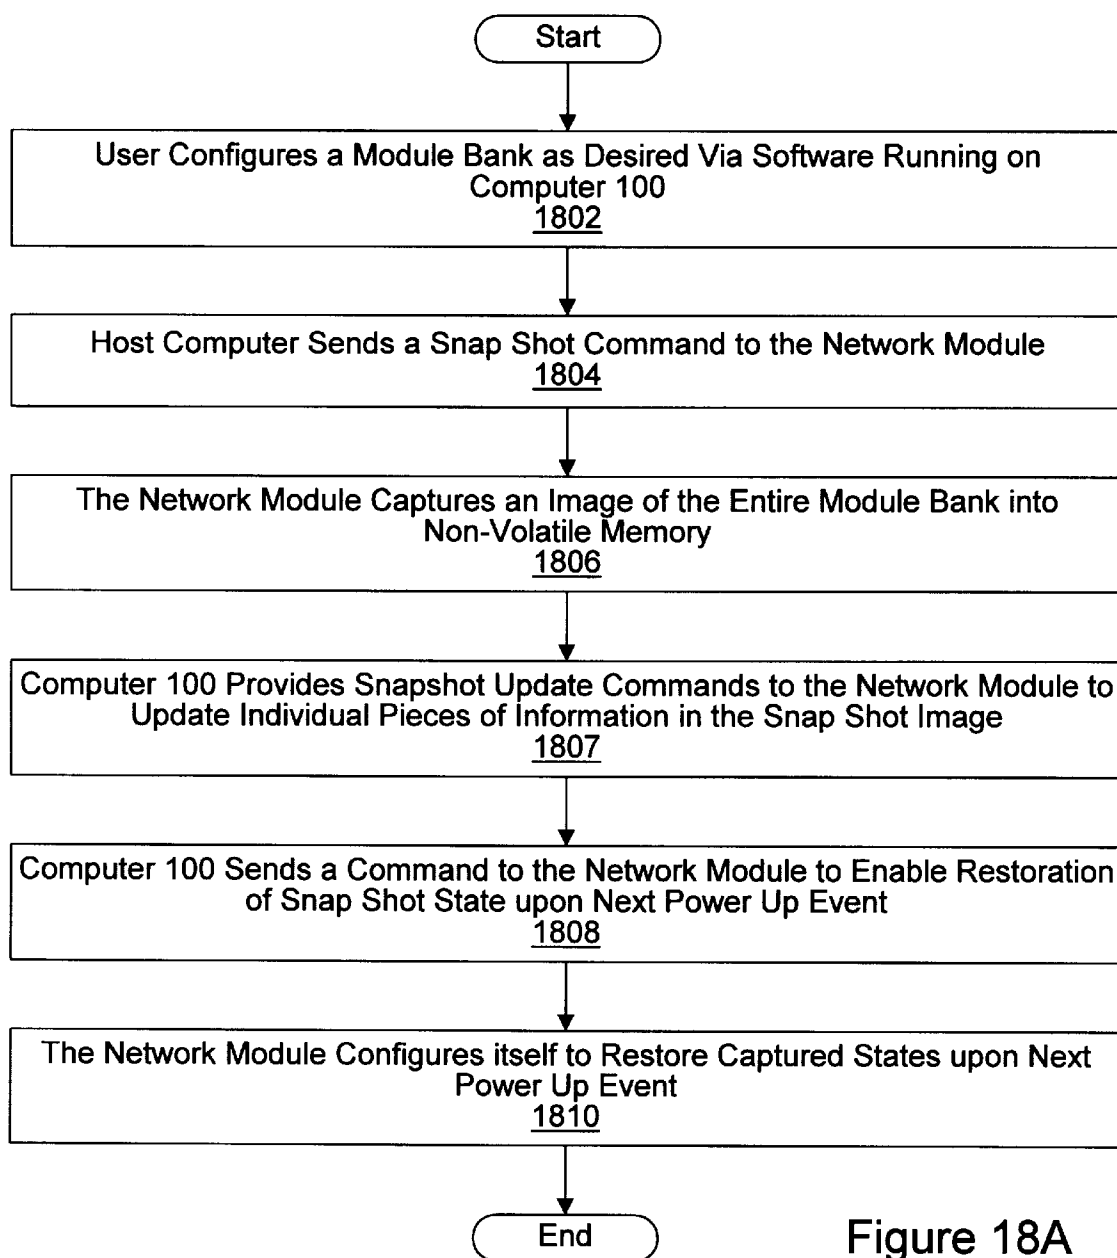 Start
User Configures a Module Bank as Desired Via Software Running on
Computer 100
1802
Host Computer Sends a Snap Shot Command to the Network Module
1804
The Network Module Captures an Image of the Entire Module Bank into
Non-Volatile Memory
1806
Computer 100 Provides Snapshot Update Commands to the Network Module to
Update Individual Pieces of Information in the Snap Shot Image
1807
Computer 100 Sends a Command to the Network Module to Enable Restoration
of Snap Shot State upon Next Power Up Event
1808
The Network Module Configures itself to Restore Captured States upon Next
Power Up Event
1810
End
Figure 18A